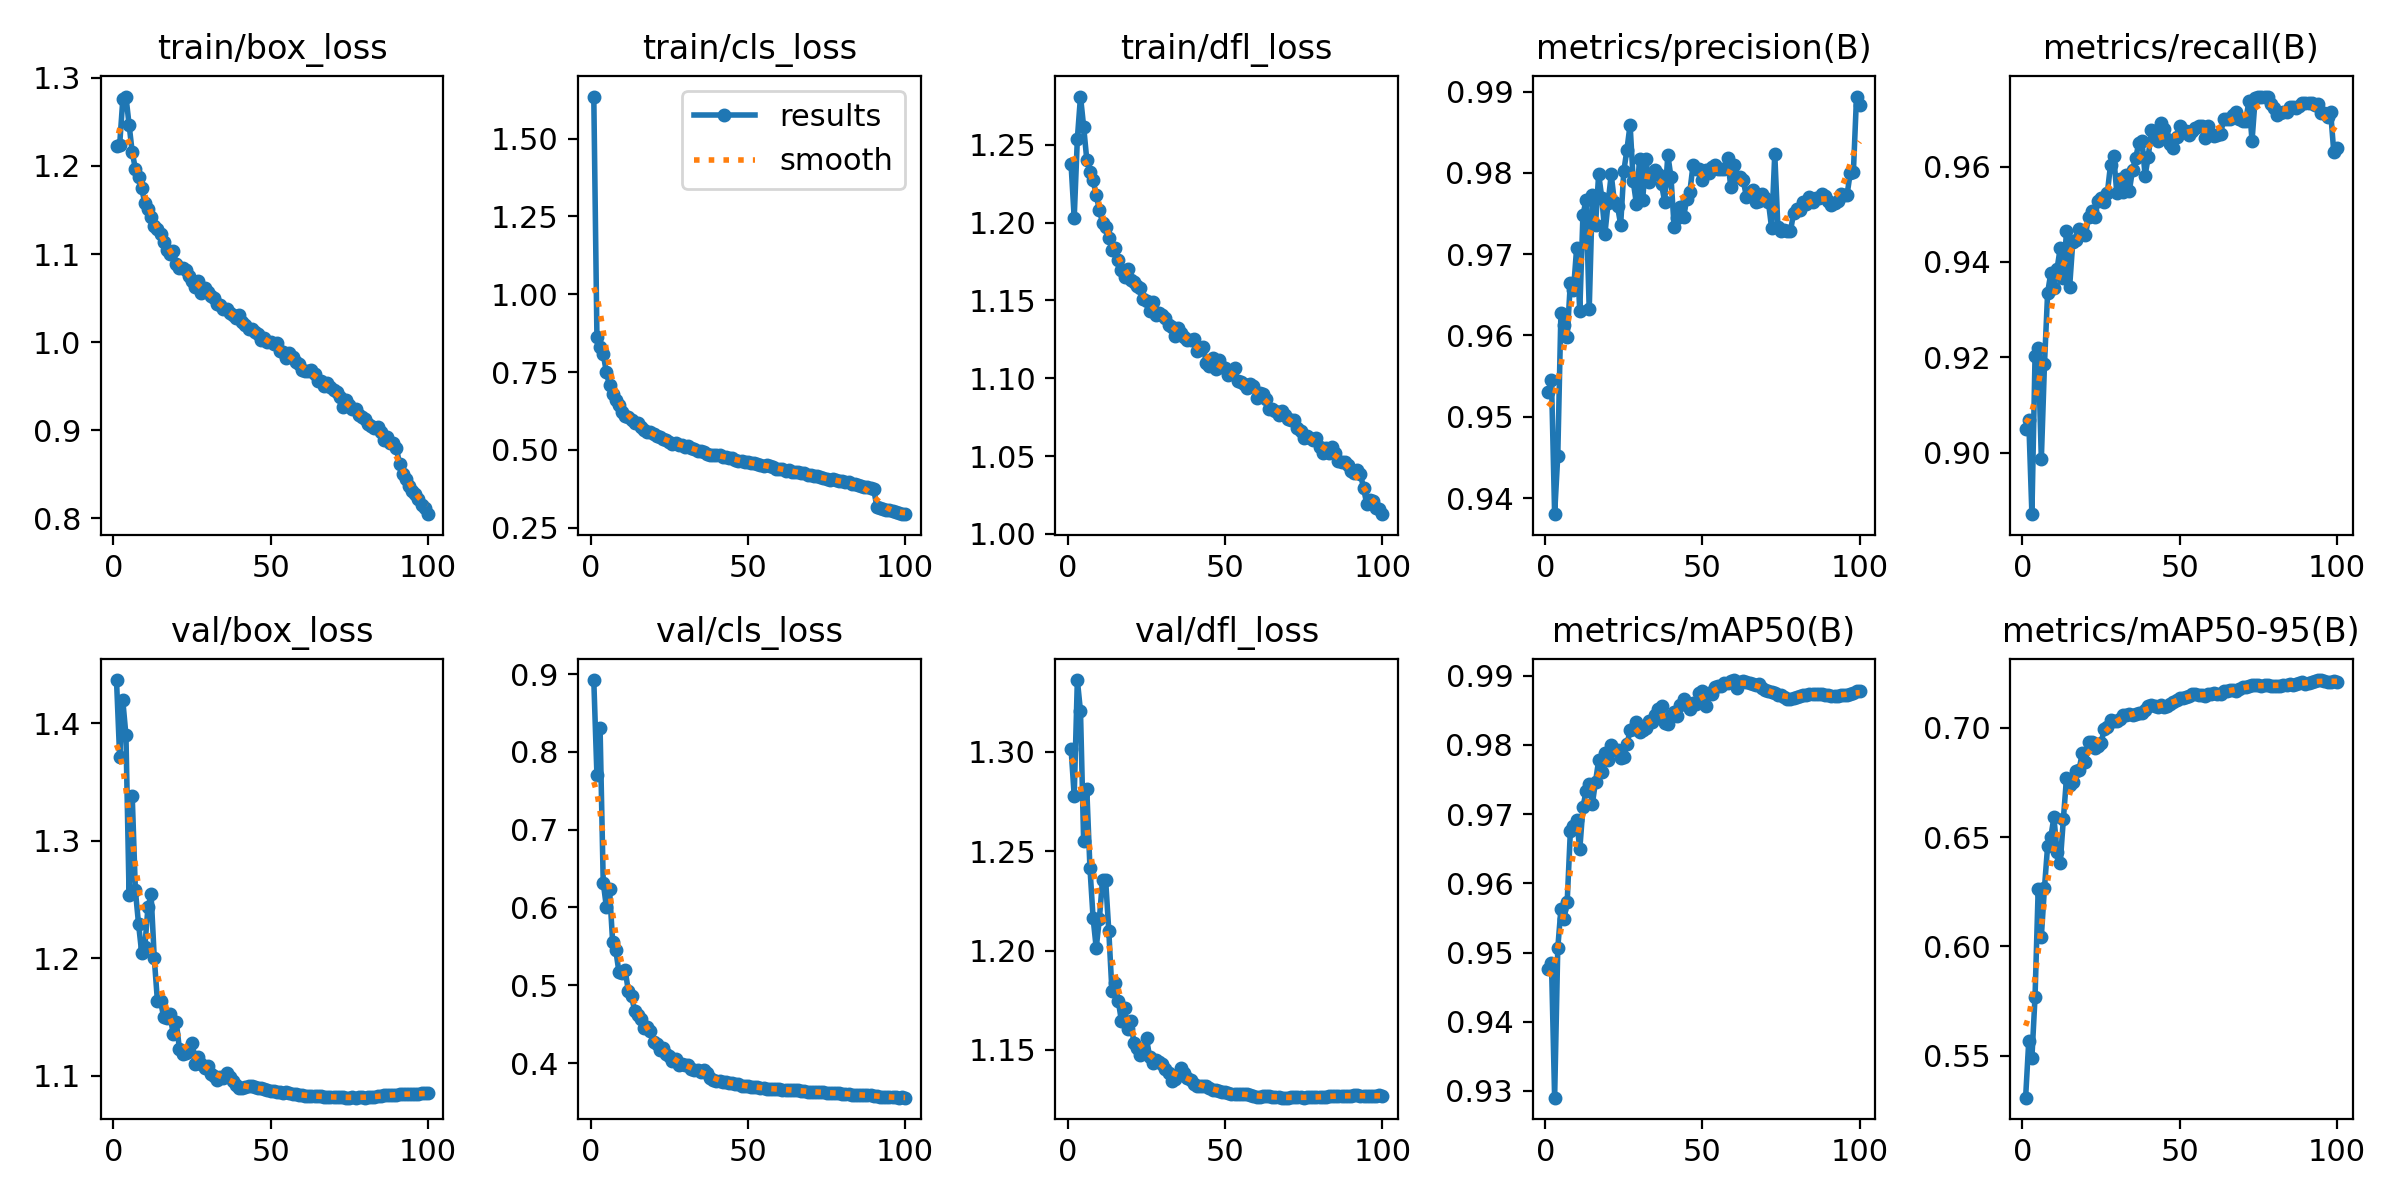 train/box_loss
1.3
1.2
1.1
1.0
0.9
0.8
0 50 100
train/cls_loss
results
smooth
1.50
1.25
1.00
0.75
0.50
0.25
0 50 100
train/dfl_loss
1.25
1.20
1.15
1.10
1.05
1.00
0 50 100
metrics/precision(B)
0.99
0.98
0.97
0.96
0.95
0.94
0 50 100
metrics/recall(B)
0.96
0.94
0.92
0.90
0 50 100
val/box_loss
1.4
1.3
1.2
1.1
0 50 100
val/cls_loss
0.9
0.8
0.7
0.6
0.5
0.4
0 50 100
val/dfl_loss
1.30
1.25
1.20
1.15
0 50 100
metrics/mAP50(B)
0.99
0.98
0.97
0.96
0.95
0.94
0.93
0 50 100
metrics/mAP50-95(B)
0.70
0.65
0.60
0.55
0 50 100